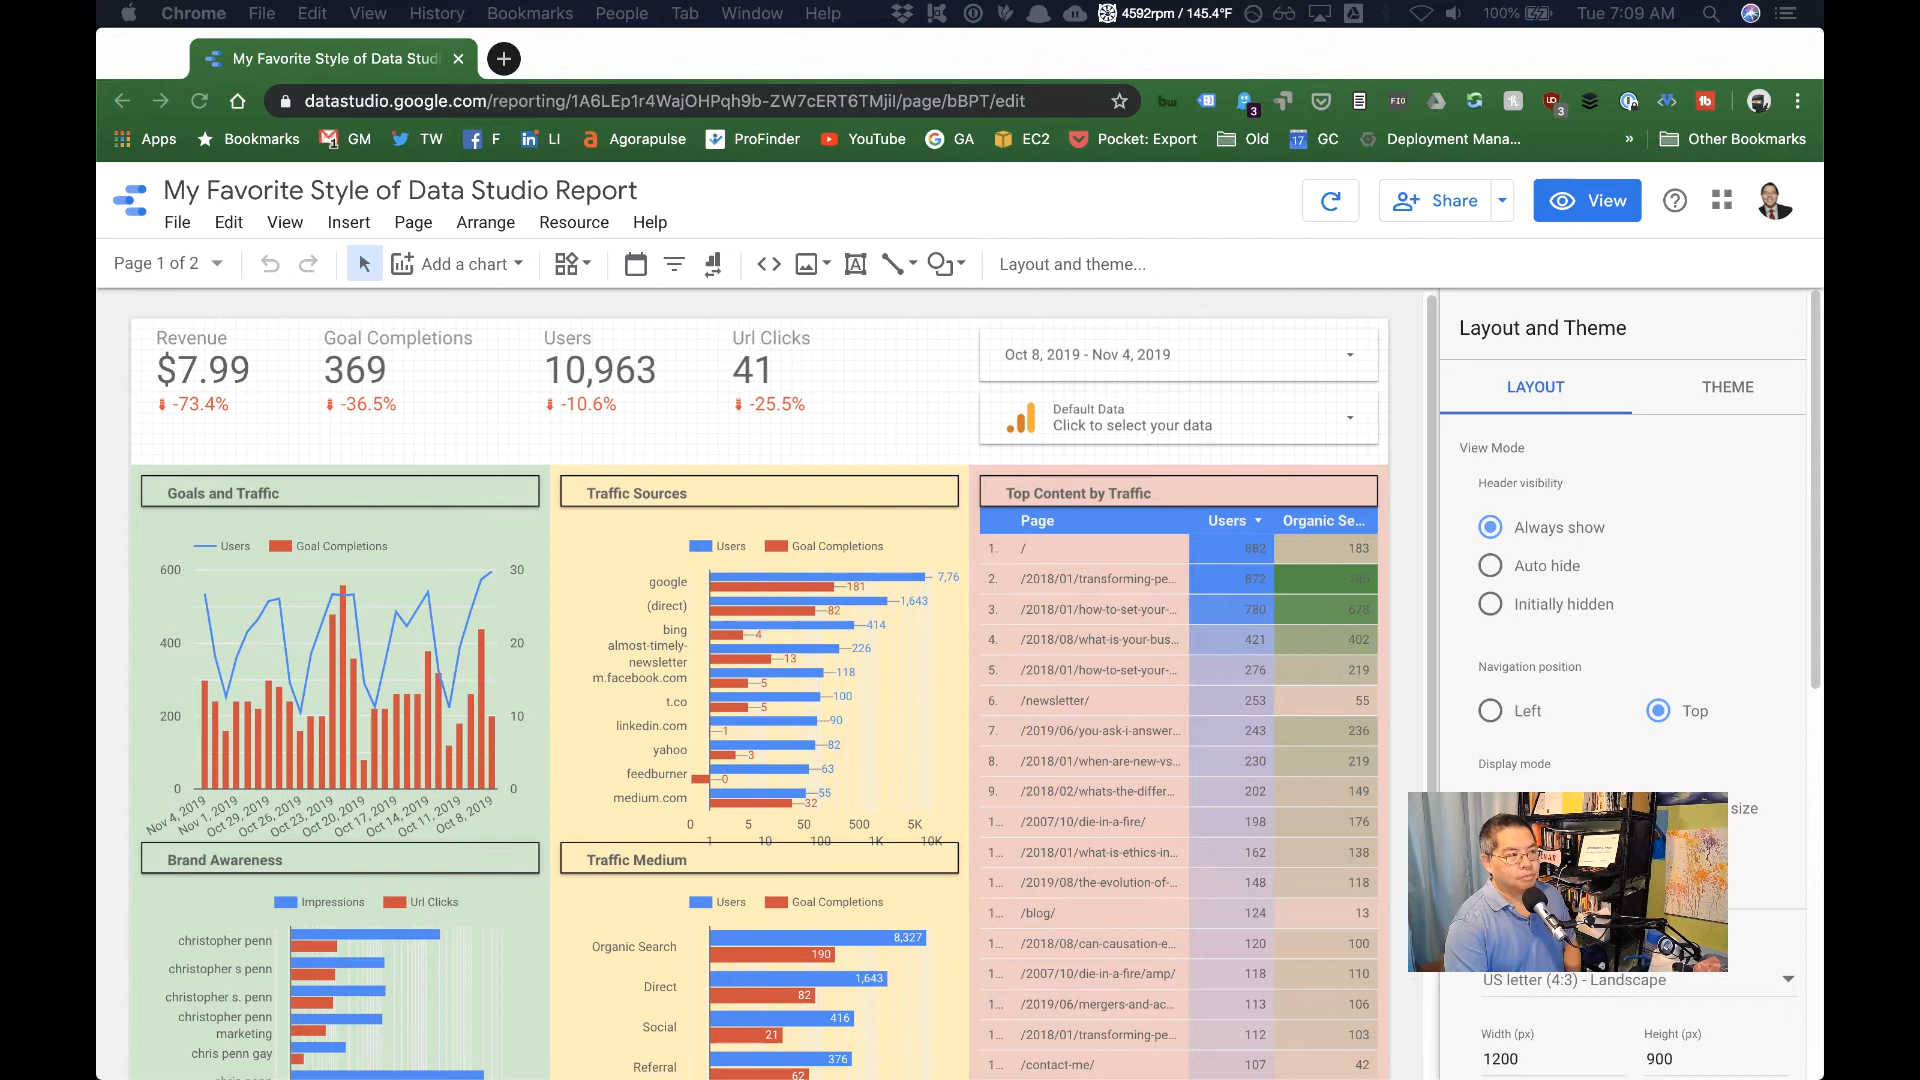 Chrome File Edit View History Bookmarks People Tab Window Help 4592rpm / 145.4°F 100% Tue 7:09 AM
My Favorite Style of Data Studi
datastudio.google.com/reporting/1A6LEp1r4WajOHPqh9b-ZW7cERT6TMjiI/page/bBPT/edit
Apps Bookmarks GM TW F LI Agorapulse ProFinder YouTube GA EC2 Pocket: Export Old GC Deployment Mana... » Other Bookmarks
My Favorite Style of Data Studio Report
Share View
File Edit View Insert Page Arrange Resource Help
Page 1 of 2 Add a chart Layout and theme...
Revenue Goal Completions Users Url Clicks
$7.99 369 10,963 41
-73.4% -36.5% -10.6% -25.5%
Oct 8, 2019 - Nov 4, 2019
Default Data
Click to select your data
Goals and Traffic
Users Goal Completions
600 30
400 20
200 10
0 0
Nov 4, 2019 Nov 1, 2019 Oct 29, 2019 Oct 26, 2019 Oct 23, 2019 Oct 20, 2019 Oct 17, 2019 Oct 14, 2019 Oct 11, 2019 Oct 8, 2019
Brand Awareness
Impressions Url Clicks
christopher penn
christopher s penn
christopher s. penn
christopher penn
marketing
chris penn gay
Traffic Sources
Users Goal Completions
google 7,76 181
(direct) 1,643 82
bing 414 4
almost-timely-
newsletter 226 13
m.facebook.com 118 5
t.co 100 5
linkedin.com 90 1
yahoo 82 3
feedburner 63 0
medium.com 55 32
0 5 50 500 5K
1 10 100 1K 10K
Traffic Medium
Users Goal Completions
Organic Search 8,327 190
Direct 1,643 82
Social 416 21
Referral 376 62
Top Content by Traffic
Page Users Organic Se...
1. / 882 183
2. /2018/01/transforming-pe... 872 785
3. /2018/01/how-to-set-your-... 780 678
4. /2018/08/what-is-your-bus... 421 402
5. /2018/01/how-to-set-your-... 276 219
6. /newsletter/ 253 55
7. /2019/06/you-ask-i-answer... 243 236
8. /2018/01/when-are-new-vs... 230 219
9. /2018/02/whats-the-differ... 202 149
1... /2007/10/die-in-a-fire/ 198 176
1... /2018/01/what-is-ethics-in... 162 138
1... /2019/08/the-evolution-of-... 148 118
1... /blog/ 124 13
1... /2018/08/can-causation-e... 120 100
1... /2007/10/die-in-a-fire/amp/ 118 110
1... /2019/06/mergers-and-ac... 113 106
1... /2018/01/transforming-pe... 112 103
1... /contact-me/ 107 42
Layout and Theme
LAYOUT THEME
View Mode
Header visibility
Always show
Auto hide
Initially hidden
Navigation position
Left Top
Display mode
size
US letter (4:3) - Landscape
Width (px) Height (px)
1200 900